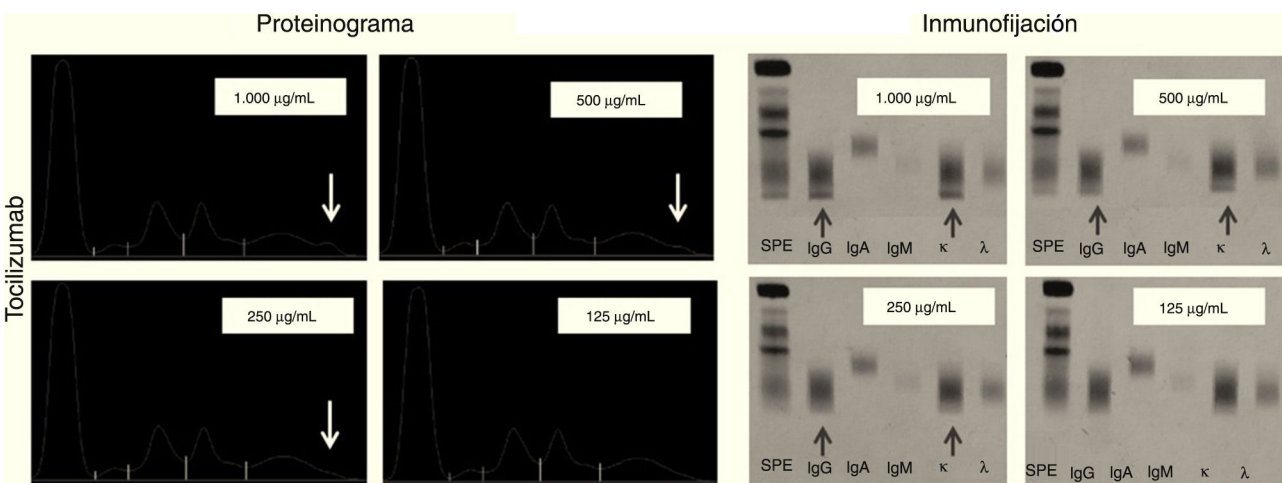 Proteinograma
Inmunofijación
Tocilizumab
1.000 µg/mL
500 µg/mL
1.000 µg/mL
500 µg/mL
SPE IgG IgA IgM κ λ
SPE IgG IgA IgM κ λ
250 µg/mL
125 µg/mL
250 µg/mL
125 µg/mL
SPE IgG IgA IgM κ λ
SPE IgG IgA IgM κ λ